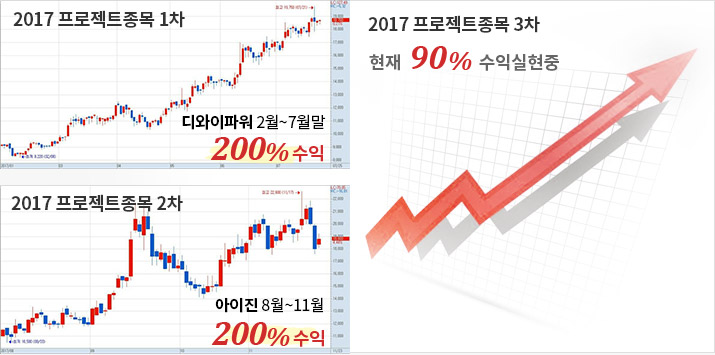 2017 프로젝트종목 1차
디와이파워 2월~7월말
200% 수익
2017 프로젝트종목 2차
아이진 8월~11월
200% 수익
2017 프로젝트종목 3차
현재 90% 수익실현중